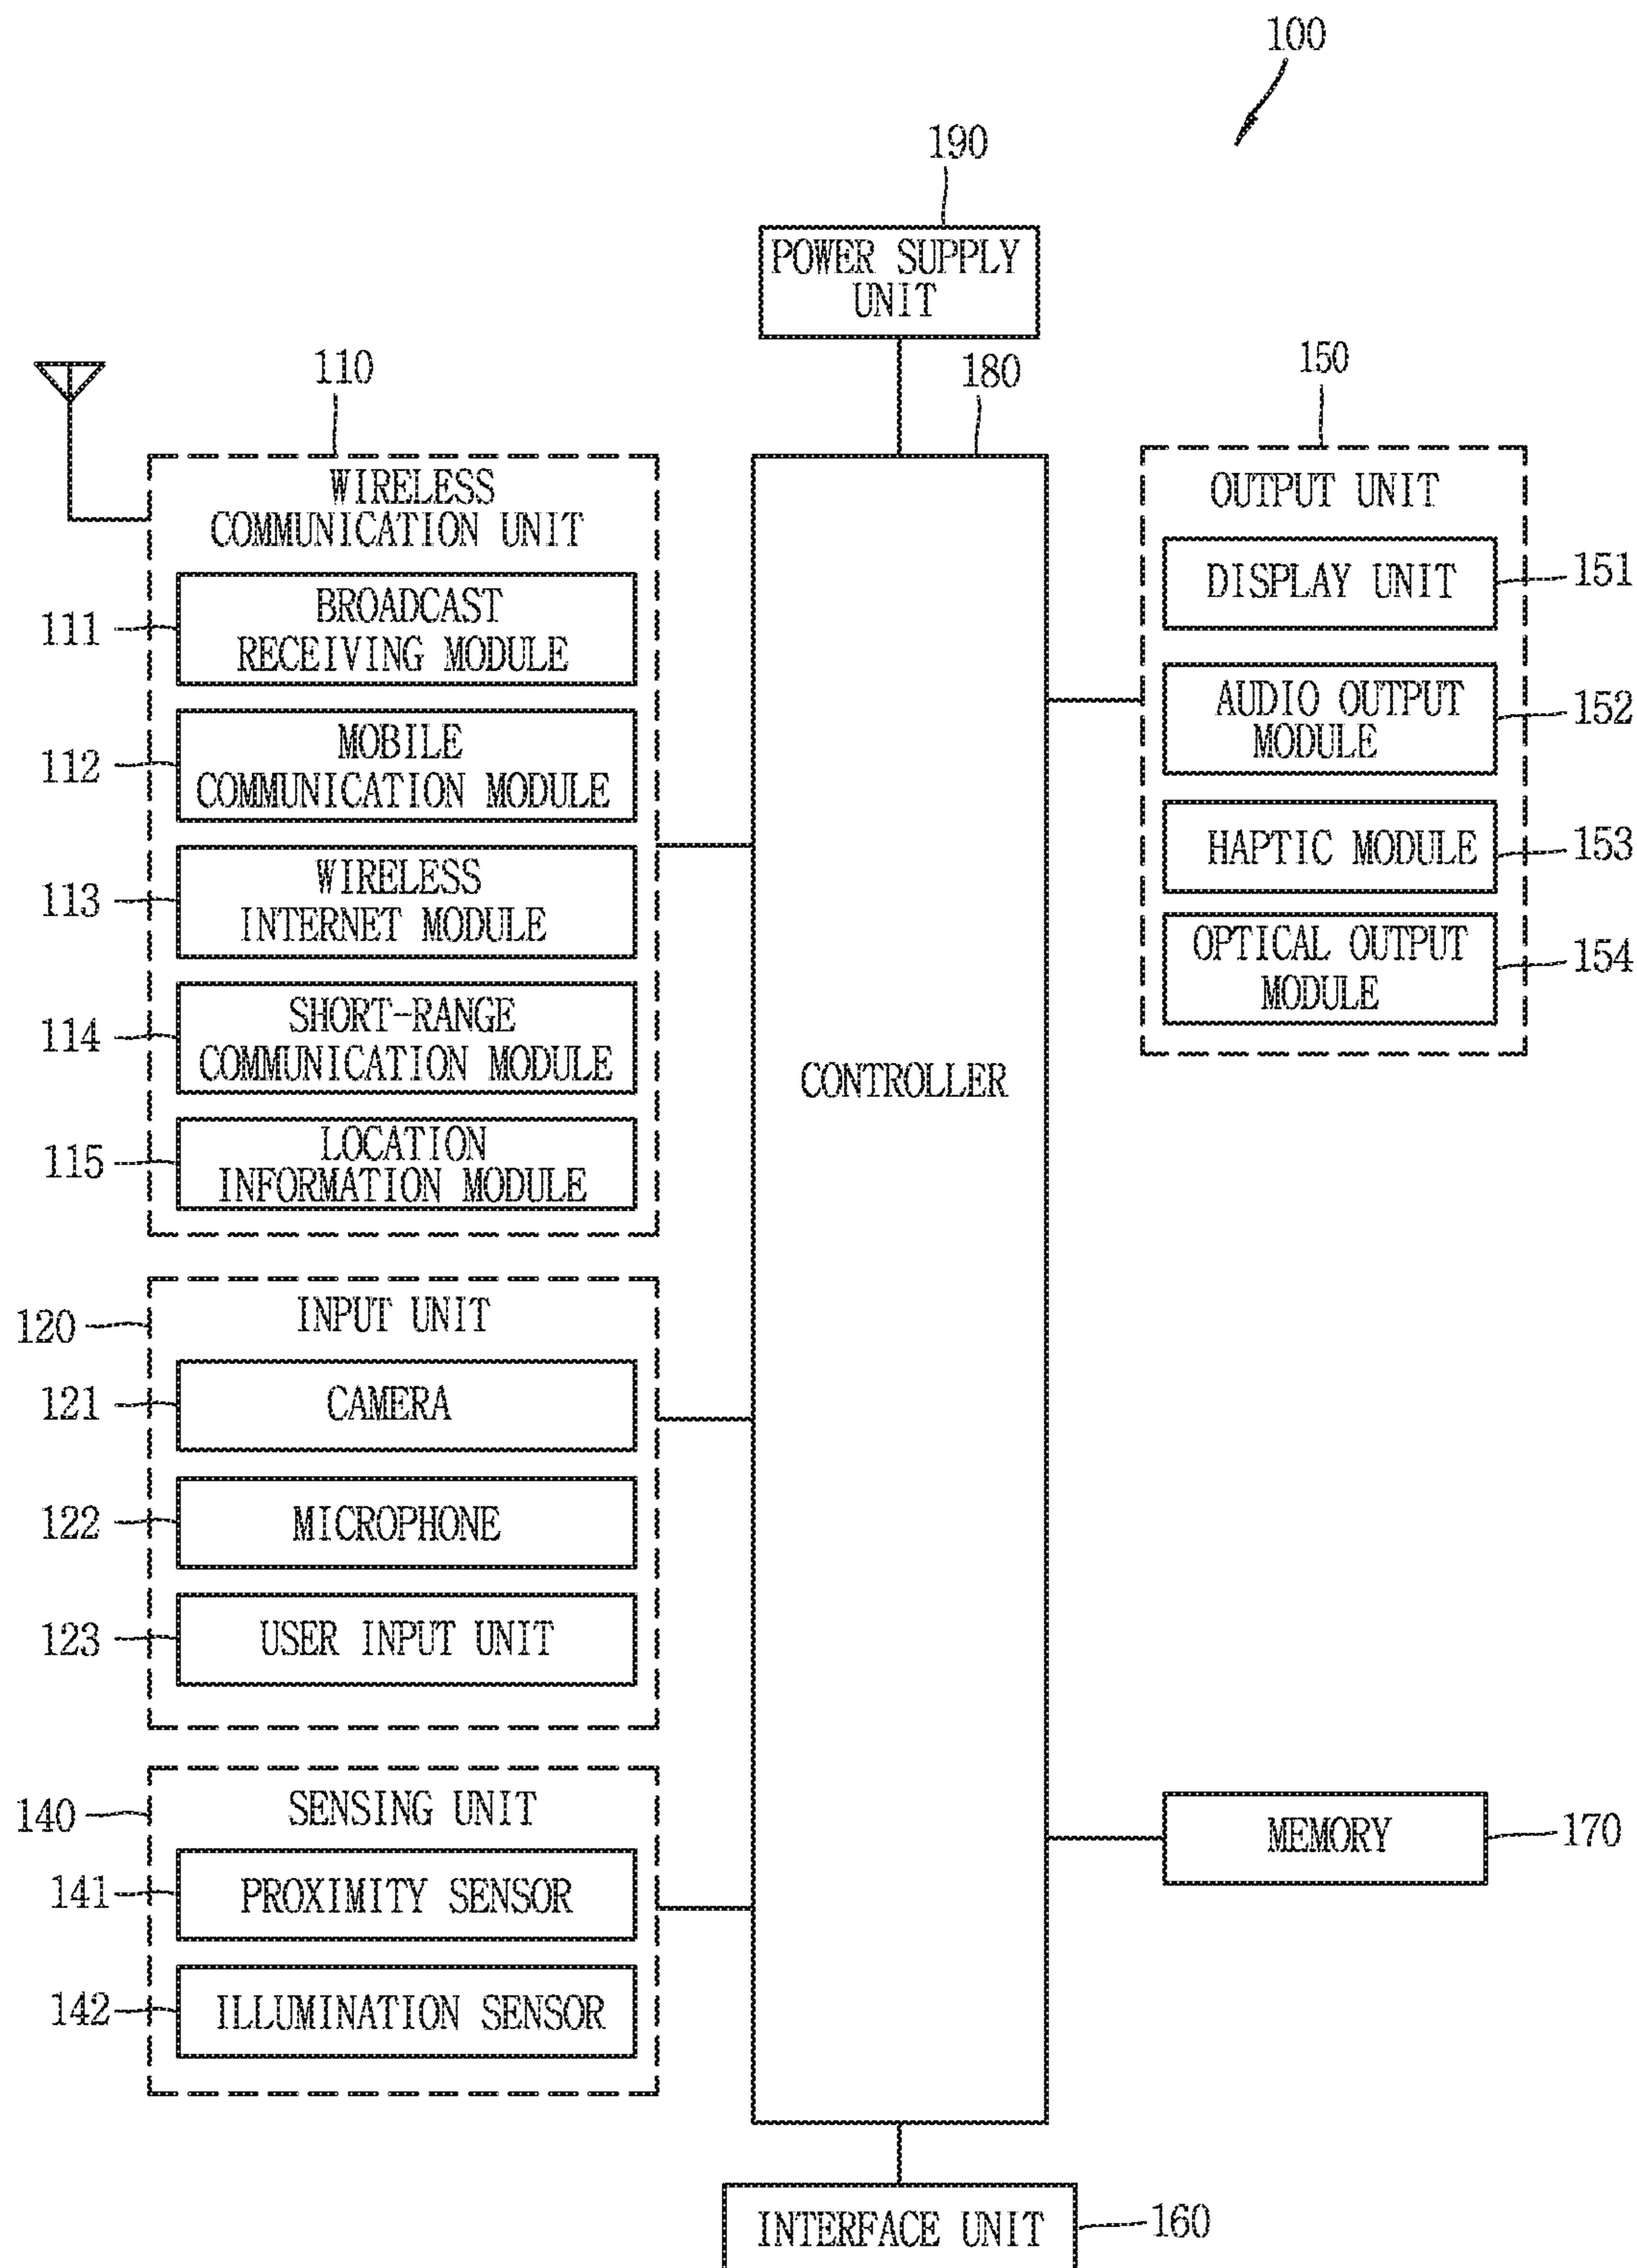 100
190
POWER SUPPLY
UNIT
110
180
150
WIRELESS
COMMUNICATION UNIT
111
BROADCAST
RECEIVING MODULE
112
MOBILE
COMMUNICATION MODULE
113
WIRELESS
INTERNET MODULE
114
SHORT-RANGE
COMMUNICATION MODULE
115
LOCATION
INFORMATION MODULE
120
INPUT UNIT
121
CAMERA
122
MICROPHONE
123
USER INPUT UNIT
140
SENSING UNIT
141
PROXIMITY SENSOR
142
ILLUMINATION SENSOR
CONTROLLER
OUTPUT UNIT
DISPLAY UNIT
151
AUDIO OUTPUT
MODULE
152
HAPTIC MODULE
153
OPTICAL OUTPUT
MODULE
154
MEMORY
170
INTERFACE UNIT
160